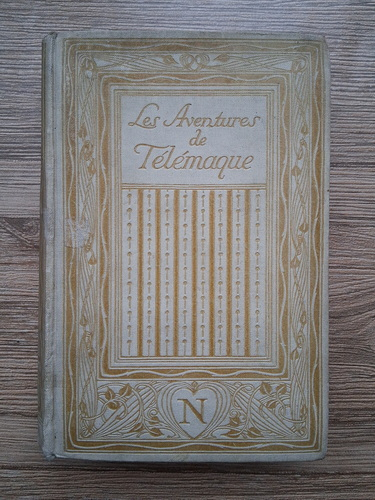 Les Aventures
de
Télémaque
N